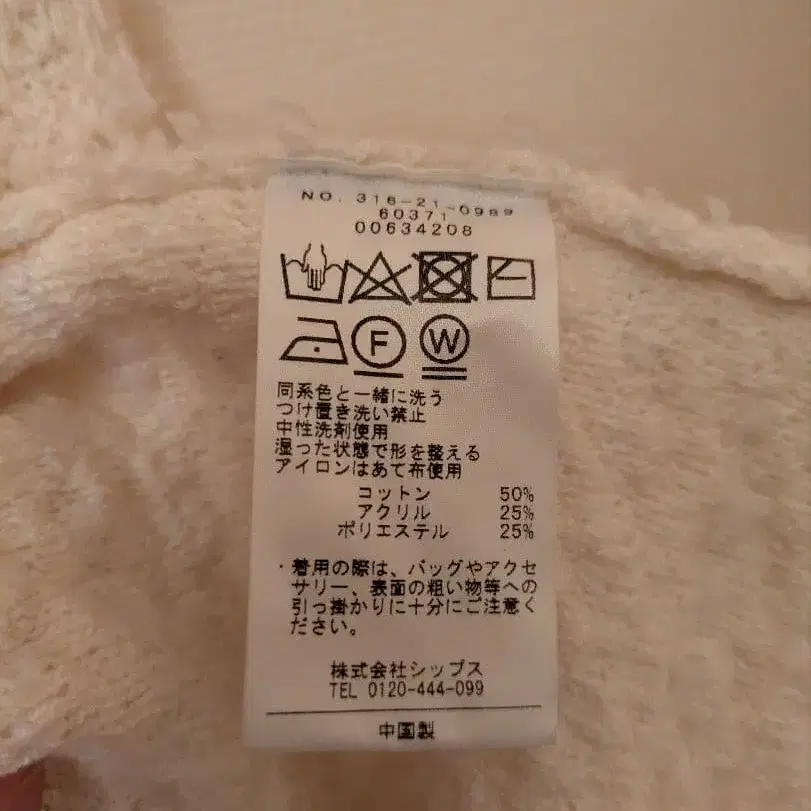 NO. 316-21-0989
60371
00634208
F W
同系色と一緒に洗う
つけ置き洗い禁止
中性洗剤使用
湿った状態で形を整える
アイロンはあて布使用
コットン 50%
アクリル 25%
ポリエステル 25%
・着用の際は、バッグやアクセ
サリー、表面の粗い物等への
引っ掛かりに十分にご注意く
ださい。
株式会社シップス
TEL 0120-444-099
中国製